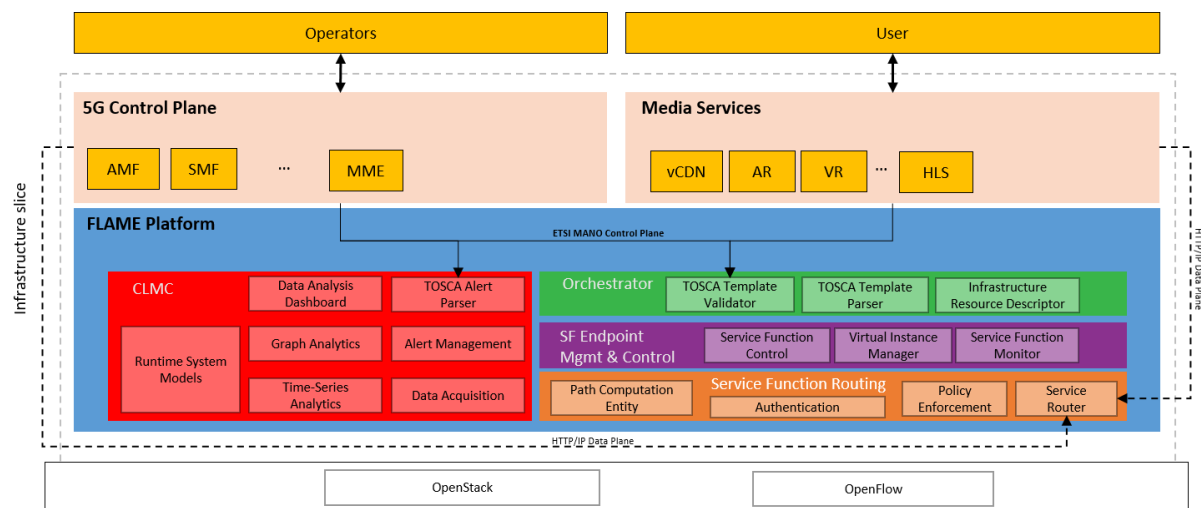 Operators
User
5G Control Plane
Media Services
AMF
SMF
...
MME
vCDN
AR
VR
...
HLS
Infrastructure slice
HTTP/IP Data Plane
FLAME Platform
ETSI MANO Control Plane
CLMC
Data Analysis
Dashboard
TOSCA Alert
Parser
Runtime System
Models
Graph Analytics
Alert Management
Time-Series
Analytics
Data Acquisition
Orchestrator
TOSCA Template
Validator
TOSCA Template
Parser
Infrastructure
Resource Descriptor
SF Endpoint
Mgmt & Control
Service Function
Control
Virtual Instance
Manager
Service Function
Monitor
Service Function Routing
Path Computation
Entity
Authentication
Policy
Enforcement
Service
Router
HTTP/IP Data Plane
OpenStack
OpenFlow